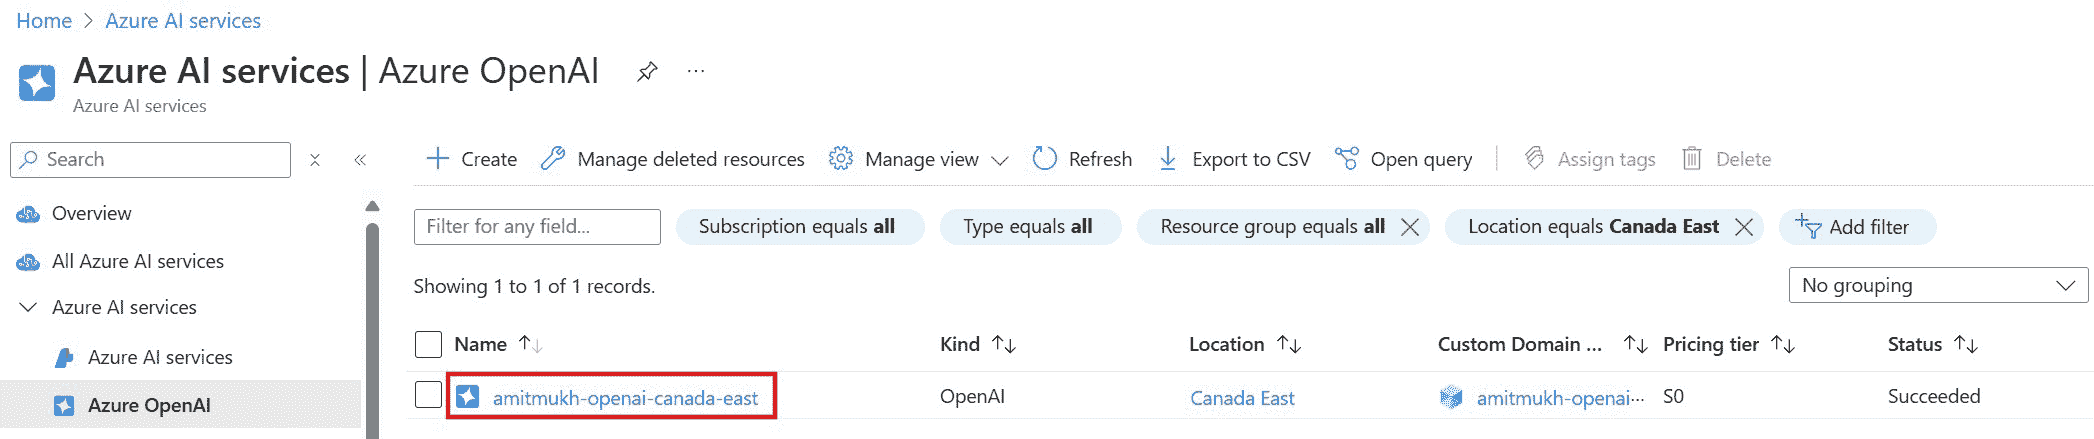 Home > Azure AI services
Azure AI services | Azure OpenAI
Azure AI services
Search
Overview
All Azure AI services
Azure AI services
Azure AI services
Azure OpenAI
Create Manage deleted resources Manage view Refresh Export to CSV Open query Assign tags Delete
Filter for any field... Subscription equals all Type equals all Resource group equals all Location equals Canada East Add filter
Showing 1 to 1 of 1 records.
No grouping
Name Kind Location Custom Domain ... Pricing tier Status
amitmukh-openai-canada-east OpenAI Canada East amitmukh-openai... S0 Succeeded